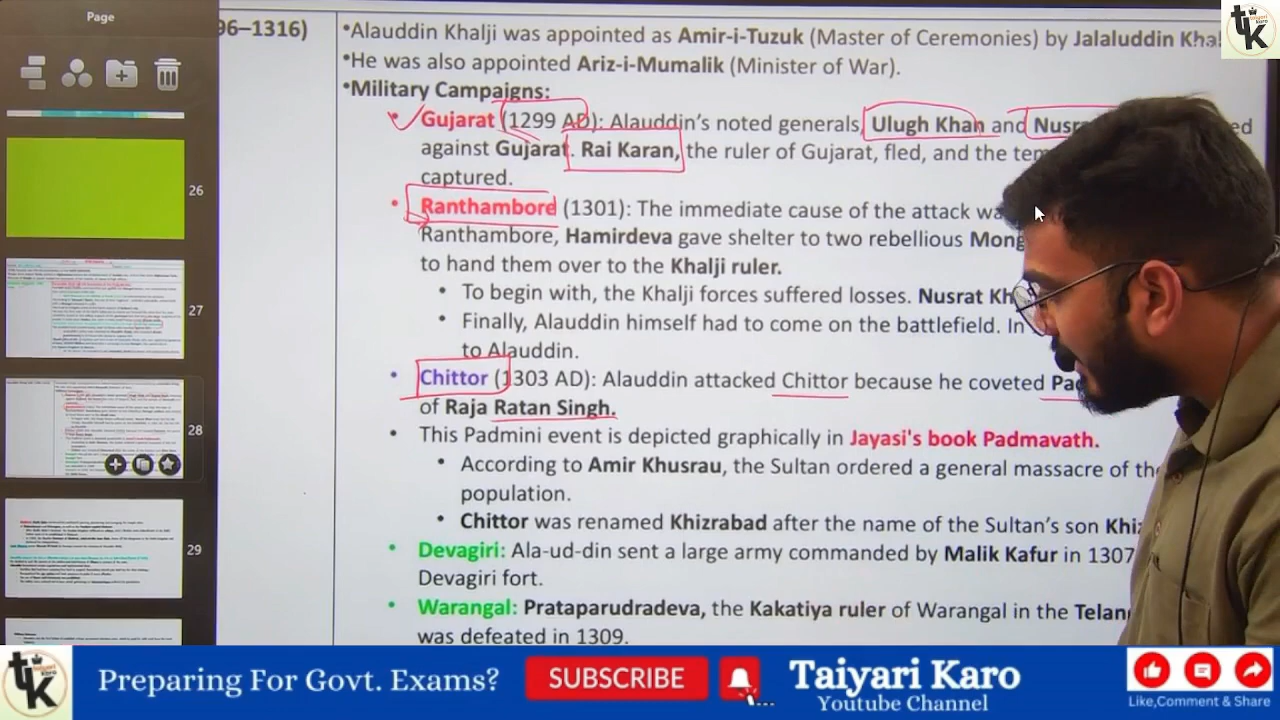 Page
96–1316)
•Alauddin Khalji was appointed as Amir-i-Tuzuk (Master of Ceremonies) by Jalaluddin
•He was also appointed Ariz-i-Mumalik (Minister of War).
•Military Campaigns:
• Gujarat (1299 AD): Alauddin's noted generals, Ulugh Khan and
against Gujarat. Rai Karan, the ruler of Gujarat, fled, and the
captured.
• Ranthambore (1301): The immediate cause of the attack
Ranthambore, Hamirdeva gave shelter to two rebellious
to hand them over to the Khalji ruler.
• To begin with, the Khalji forces suffered losses. Nusrat
• Finally, Alauddin himself had to come on the battlefield. In
to Alauddin.
• Chittor (1303 AD): Alauddin attacked Chittor because he coveted
of Raja Ratan Singh.
• This Padmini event is depicted graphically in Jayasi's book Padmavath.
• According to Amir Khusrau, the Sultan ordered a general massacre of
population.
• Chittor was renamed Khizrabad after the name of the Sultan's son
• Devagiri: Ala-ud-din sent a large army commanded by Malik Kafur in 1307
Devagiri fort.
• Warangal: Prataparudradeva, the Kakatiya ruler of Warangal in the
was defeated in 1309.
26
27
28
29
tuk
Preparing For Govt. Exams?
SUBSCRIBE
Taiyari Karo
Youtube Channel
Like,Comment & Share